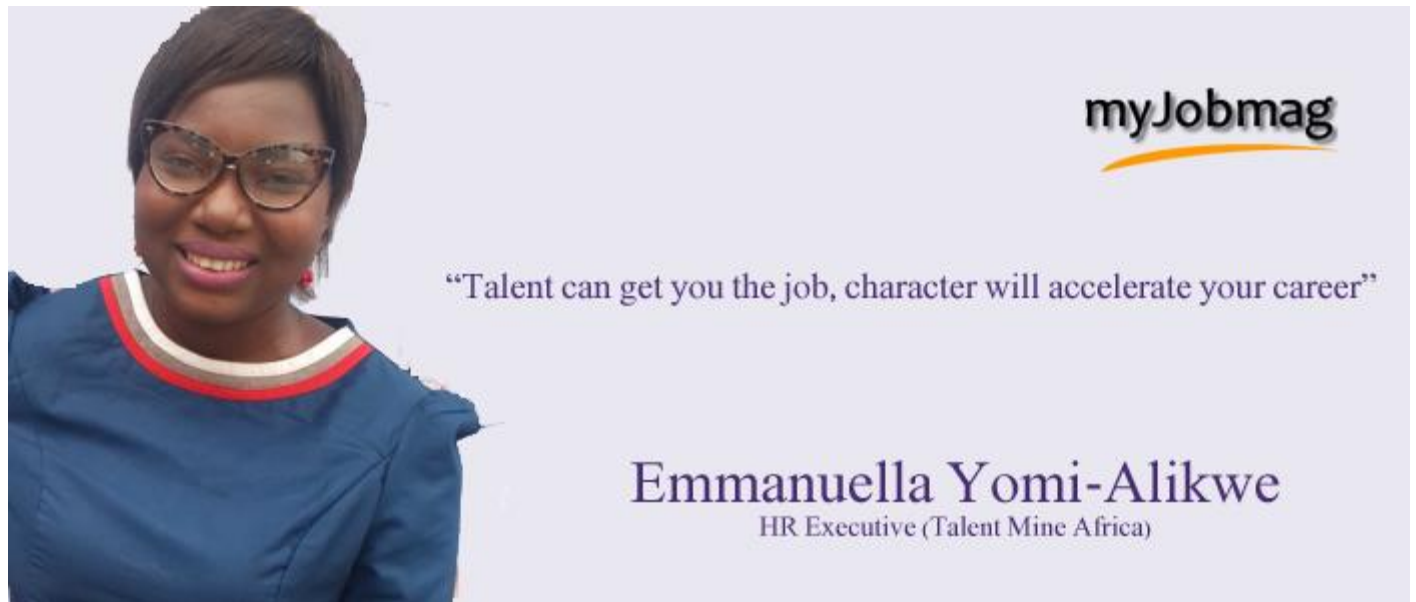 myJobmag
“Talent can get you the job, character will accelerate your career”
Emmanuella Yomi-Alikwe
HR Executive (Talent Mine Africa)